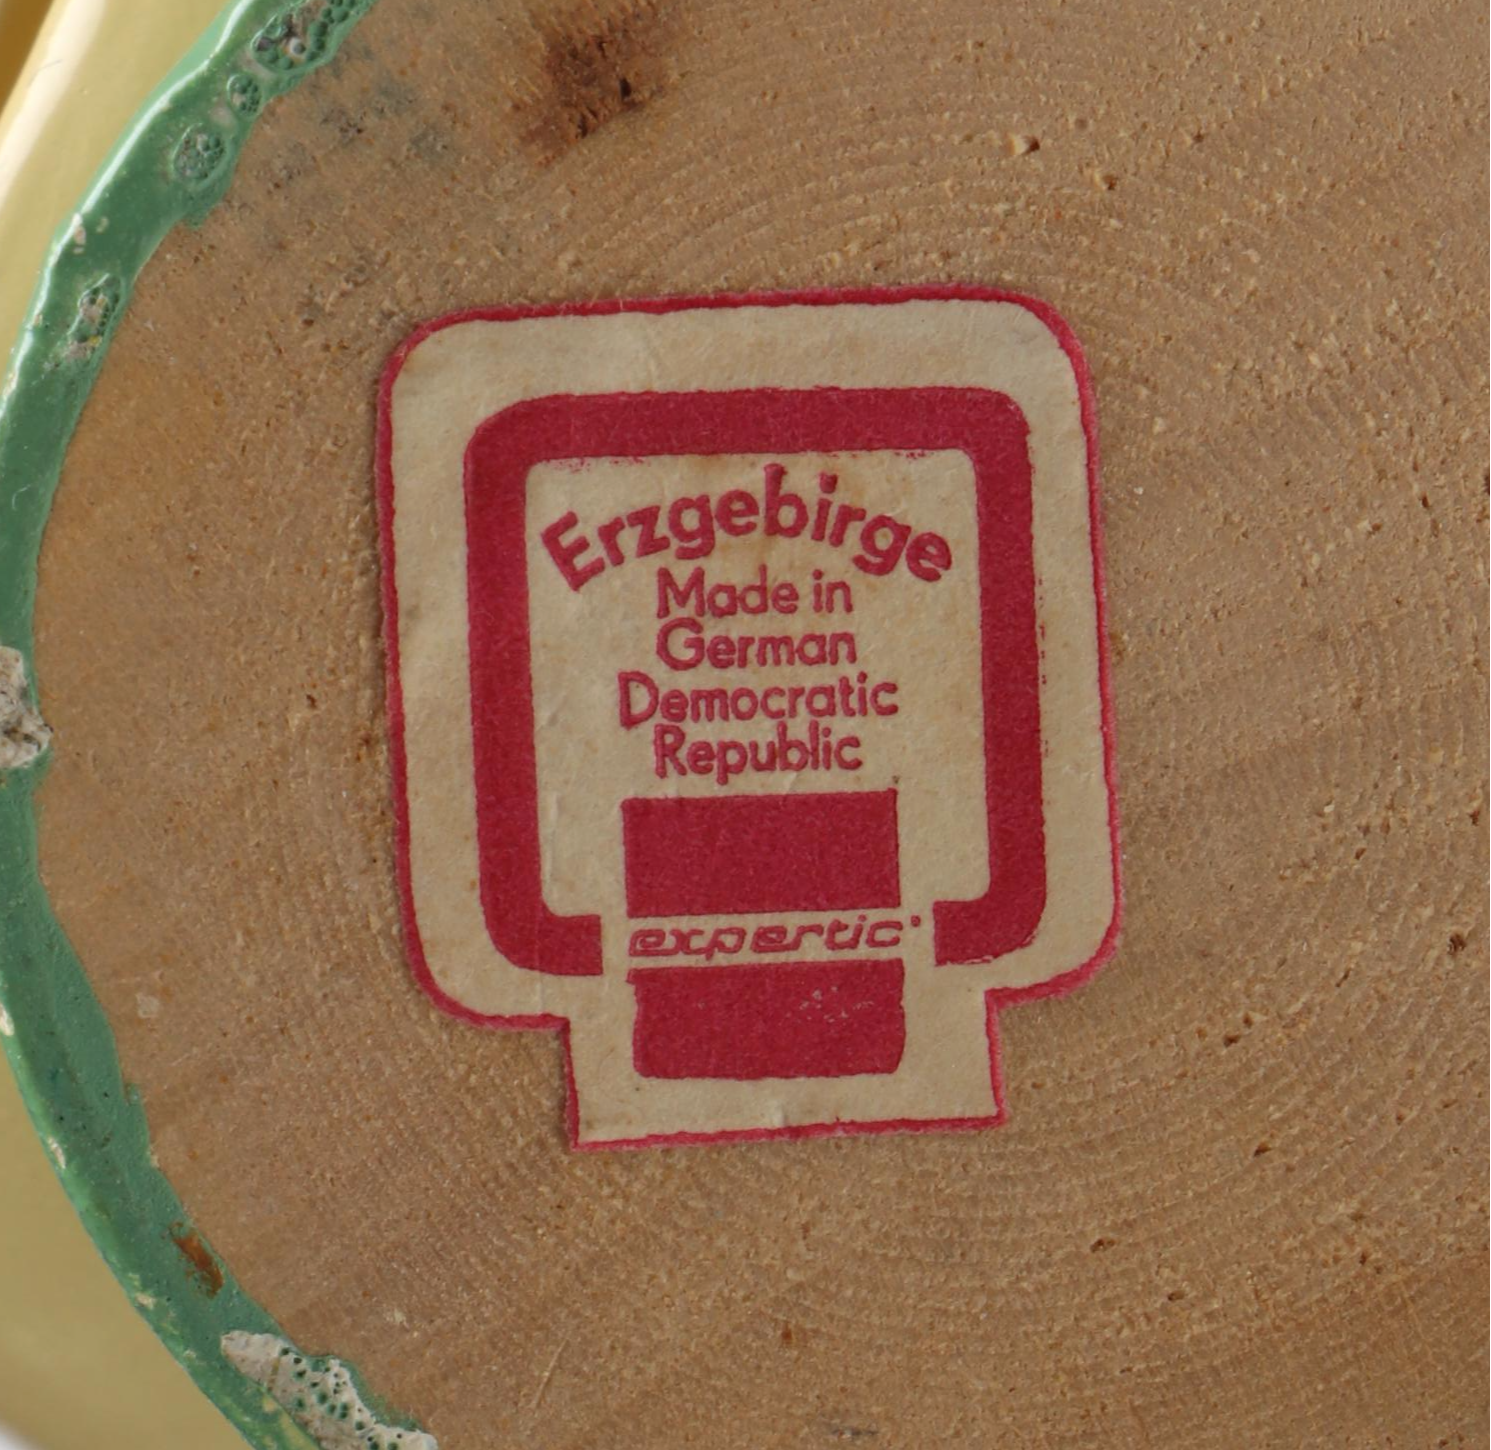 Erzgebirge
Made in
German
Democratic
Republic
expertic